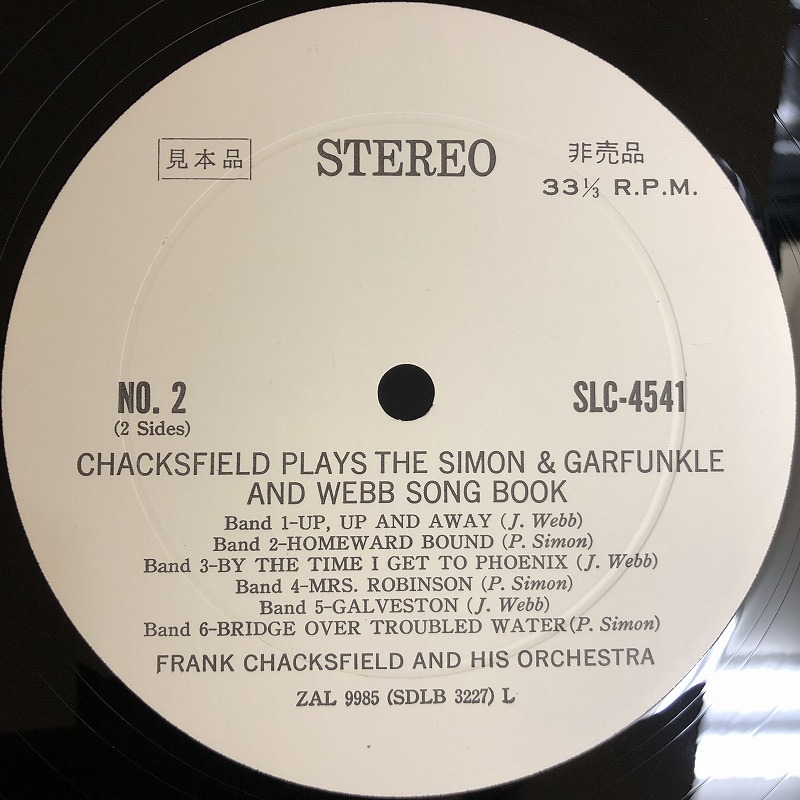 見本品
STEREO
非売品
33⅓ R.P.M.
NO. 2
(2 Sides)
SLC-4541
CHACKSFIELD PLAYS THE SIMON & GARFUNKLE
AND WEBB SONG BOOK
Band 1-UP, UP AND AWAY (J. Webb)
Band 2-HOMEWARD BOUND (P. Simon)
Band 3-BY THE TIME I GET TO PHOENIX (J. Webb)
Band 4-MRS. ROBINSON (P. Simon)
Band 5-GALVESTON (J. Webb)
Band 6-BRIDGE OVER TROUBLED WATER(P. Simon)
FRANK CHACKSFIELD AND HIS ORCHESTRA
ZAL 9985 (SDLB 3227) L